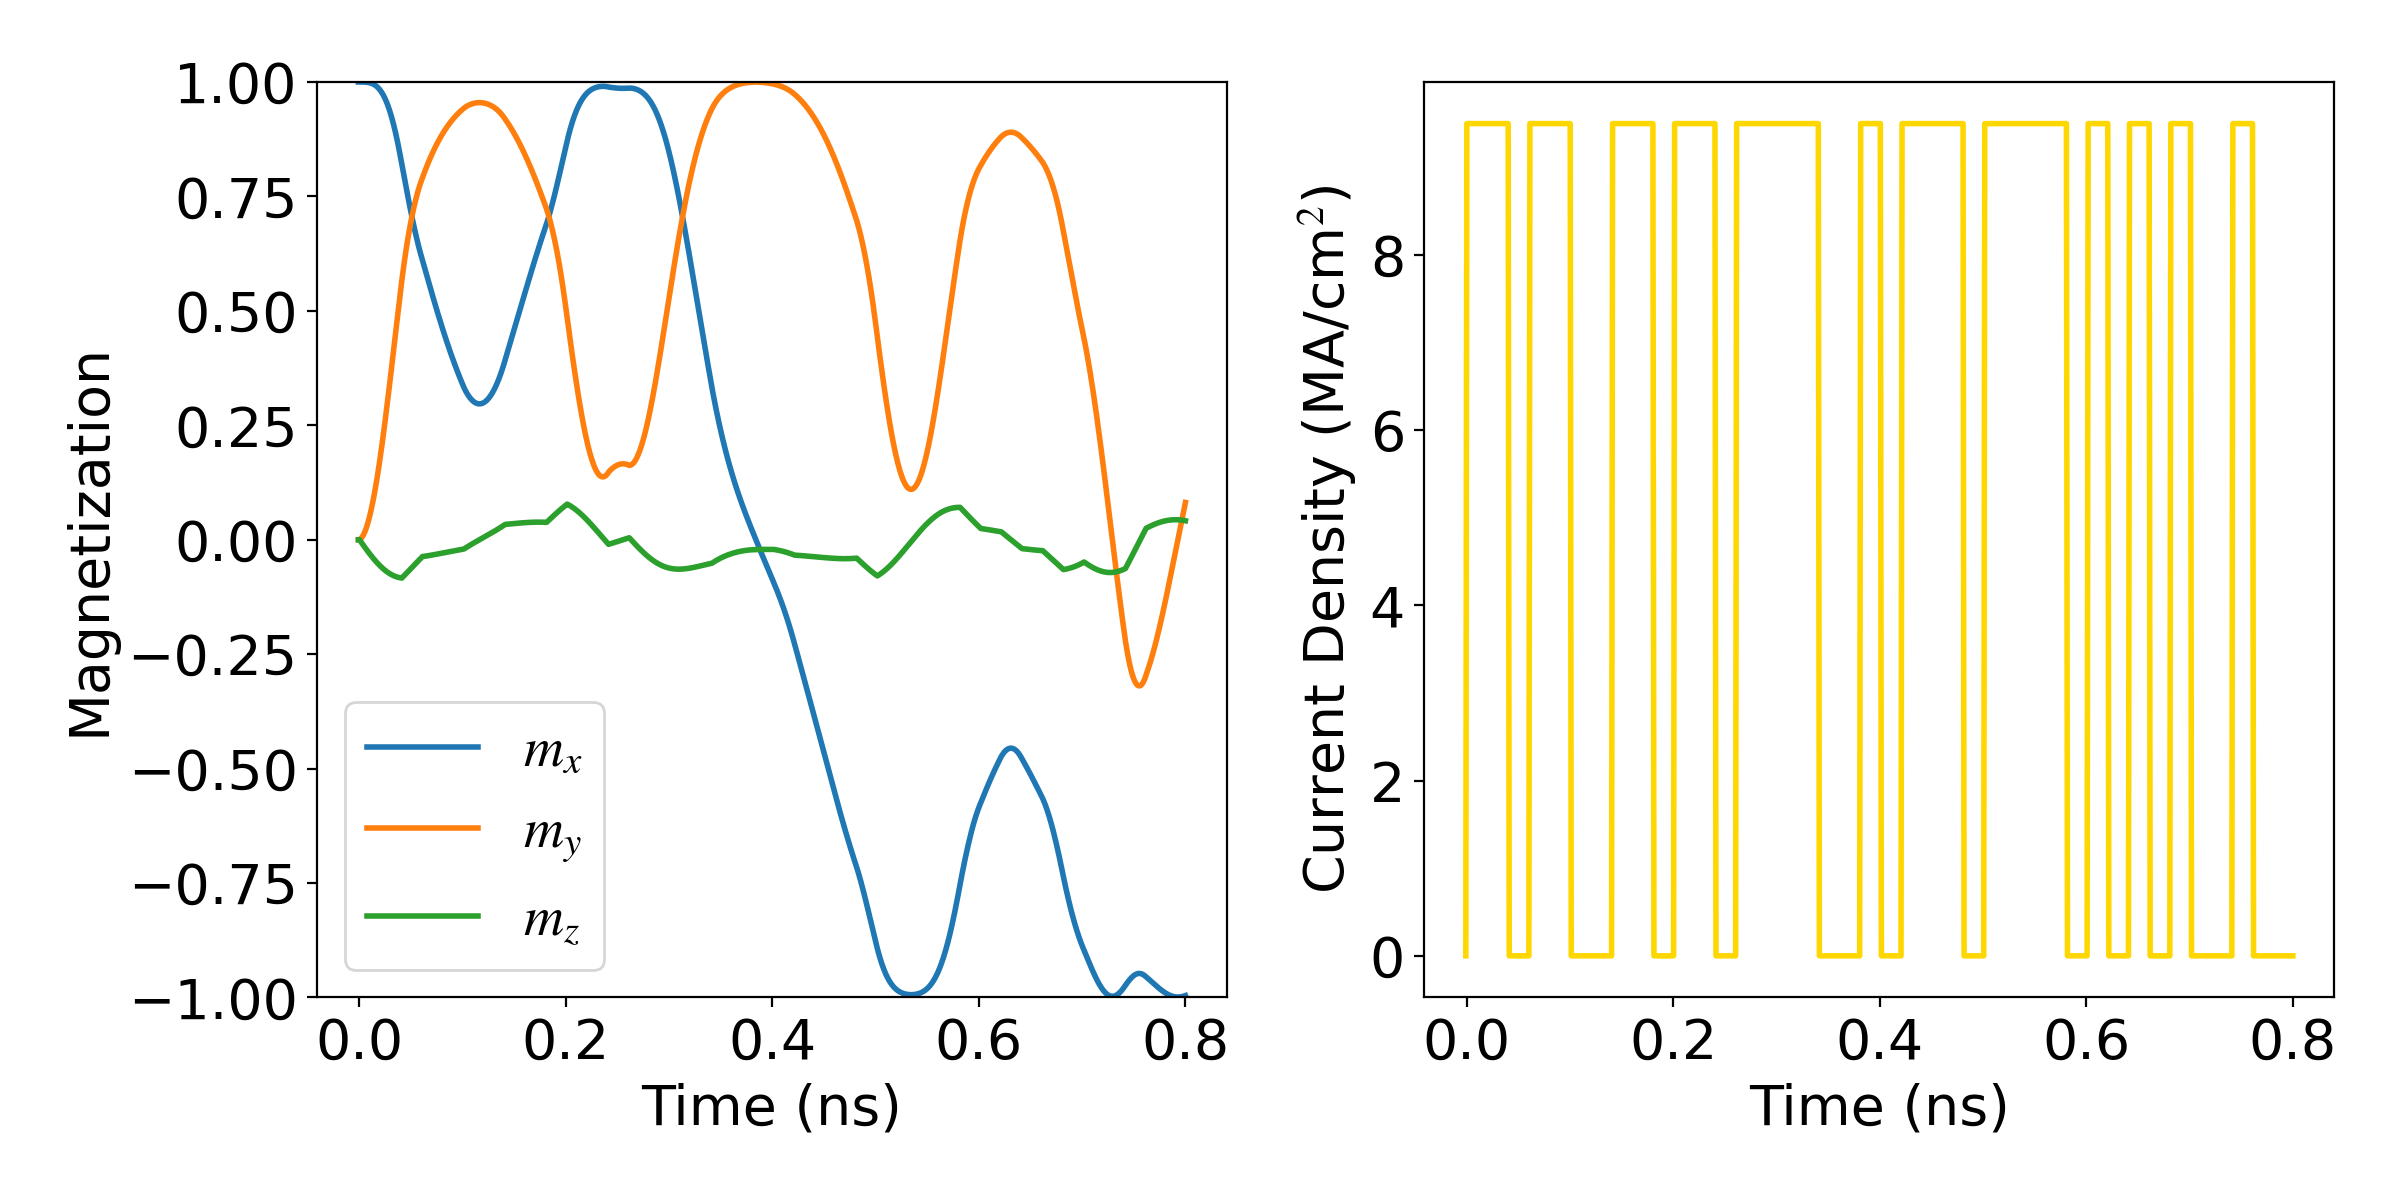 1.00
0.75
0.50
0.25
0.00
−0.25
−0.50
−0.75
−1.00
Magnetization
m_x
m_y
m_z
0.0 0.2 0.4 0.6 0.8
Time (ns)
8
6
4
2
0
Current Density (MA/cm²)
0.0 0.2 0.4 0.6 0.8
Time (ns)